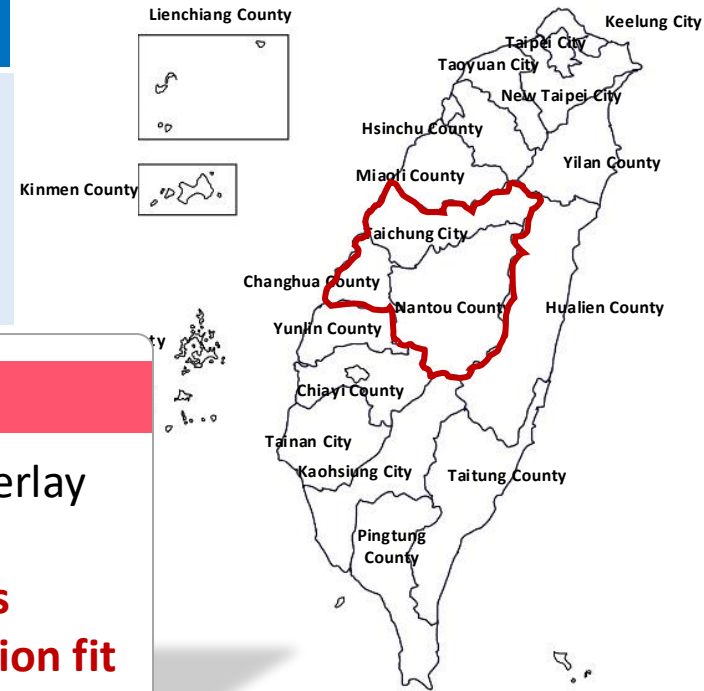 Lienchiang County
Keelung City
Taipei City
Taoyuan City
New Taipei City
Hsinchu County
Yilan County
Miaoli County
Kinmen County
Taichung City
Changhua County
Nantou County
Hualien County
Yunlin County
ty
Chiayi County
Tainan City
Kaohsiung City
Taitung County
Pingtung
County
erlay
s
ion fit